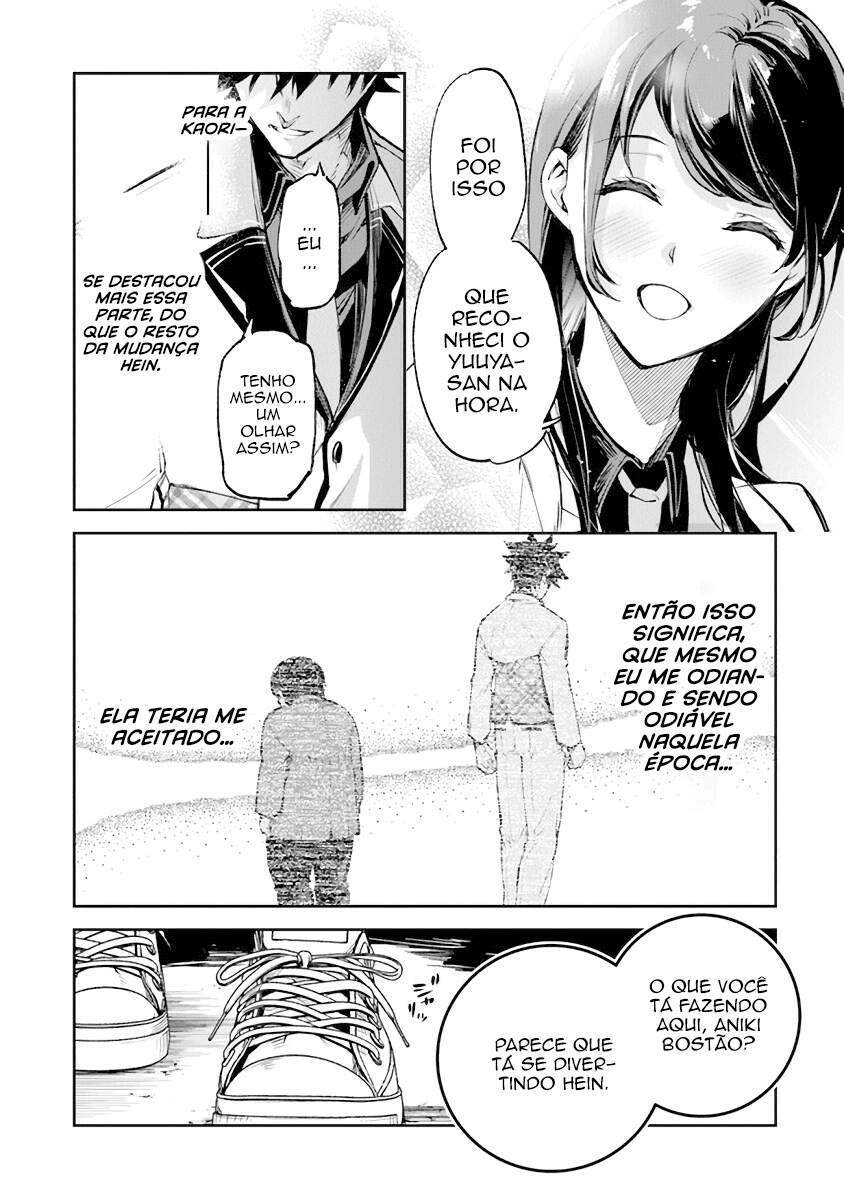 FOI
POR
ISSO
QUE
RECO-
NHECI O
YUUYA-
SAN NA
HORA.
PARA A
KAORI-
...
EU
...
SE DESTACOU
MAIS ESSA
PARTE, DO
QUE O RESTO
DA MUDANÇA
HEIN.
TENHO
MESMO...
UM
OLHAR
ASSIM?
ENTÃO ISSO
SIGNIFICA,
QUE MESMO
EU ME ODIAN-
DO E SENDO
ODIÁVEL
NAQUELA
ÉPOCA...
ELA TERIA ME
ACEITADO...
O QUE VOCÊ
TÁ FAZENDO
AQUI, ANIKI
BOSTÃO?
PARECE QUE
TÁ SE DIVER-
TINDO HEIN.